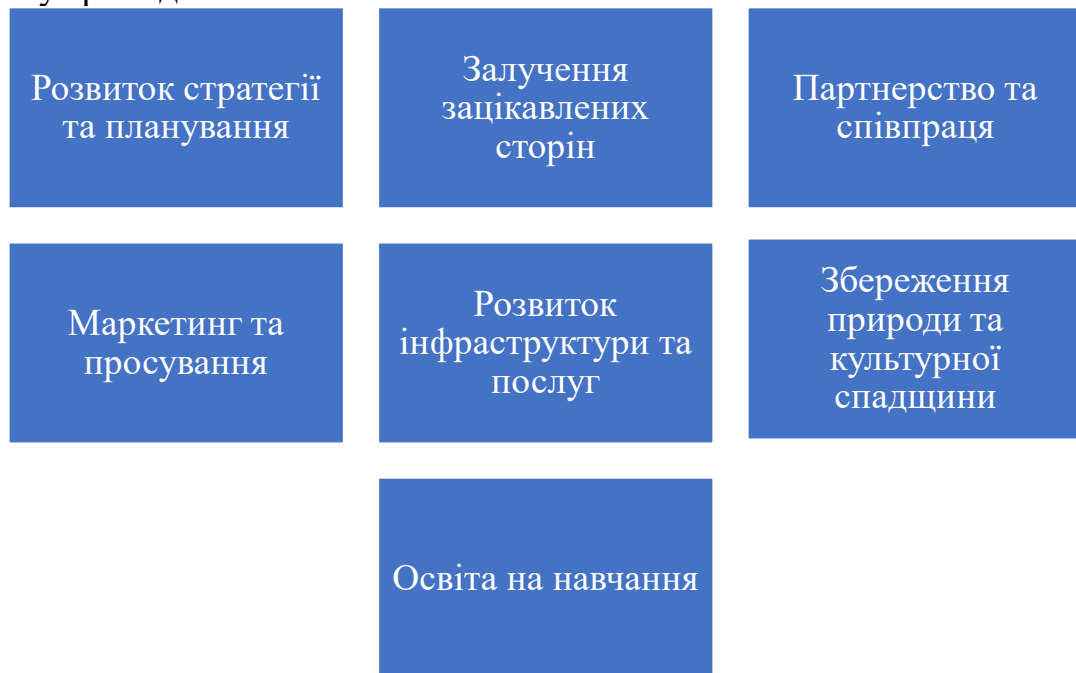 Розвиток стратегії
та планування
Залучення
зацікавлених
сторін
Партнерство та
співпраця
Маркетинг та
просування
Розвиток
інфраструктури та
послуг
Збереження
природи та
культурної
спадщини
Освіта на навчання